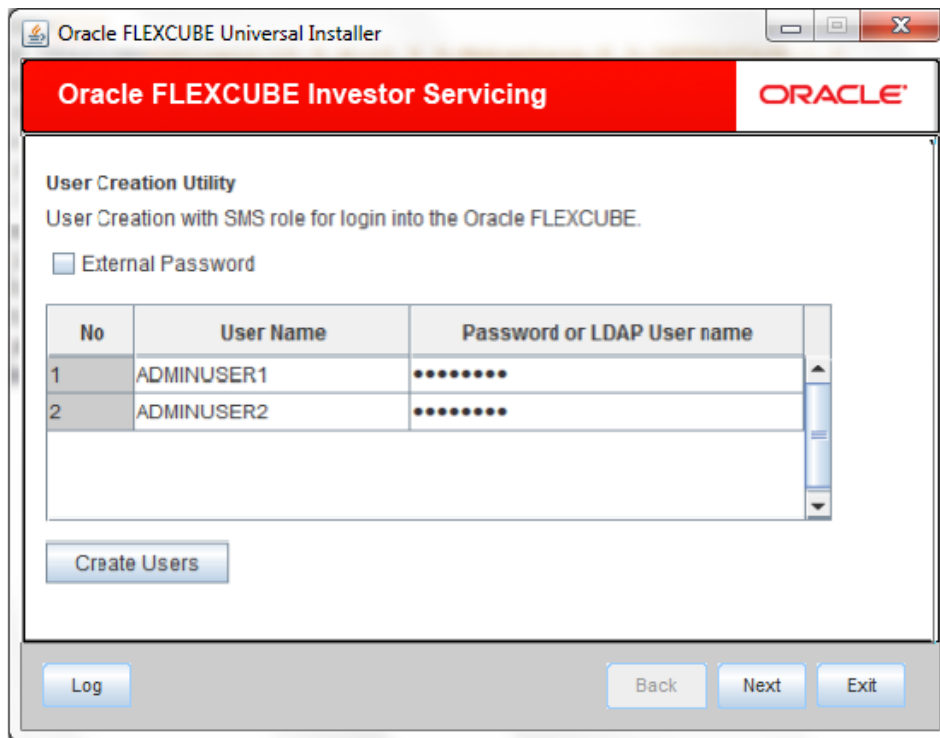 Oracle FLEXCUBE Universal Installer
Oracle FLEXCUBE Investor Servicing
ORACLE
User Creation Utility
User Creation with SMS role for login into the Oracle FLEXCUBE.
External Password
No User Name Password or LDAP User name
1 ADMINUSER1 ••••••••
2 ADMINUSER2 ••••••••
Create Users
Log Back Next Exit